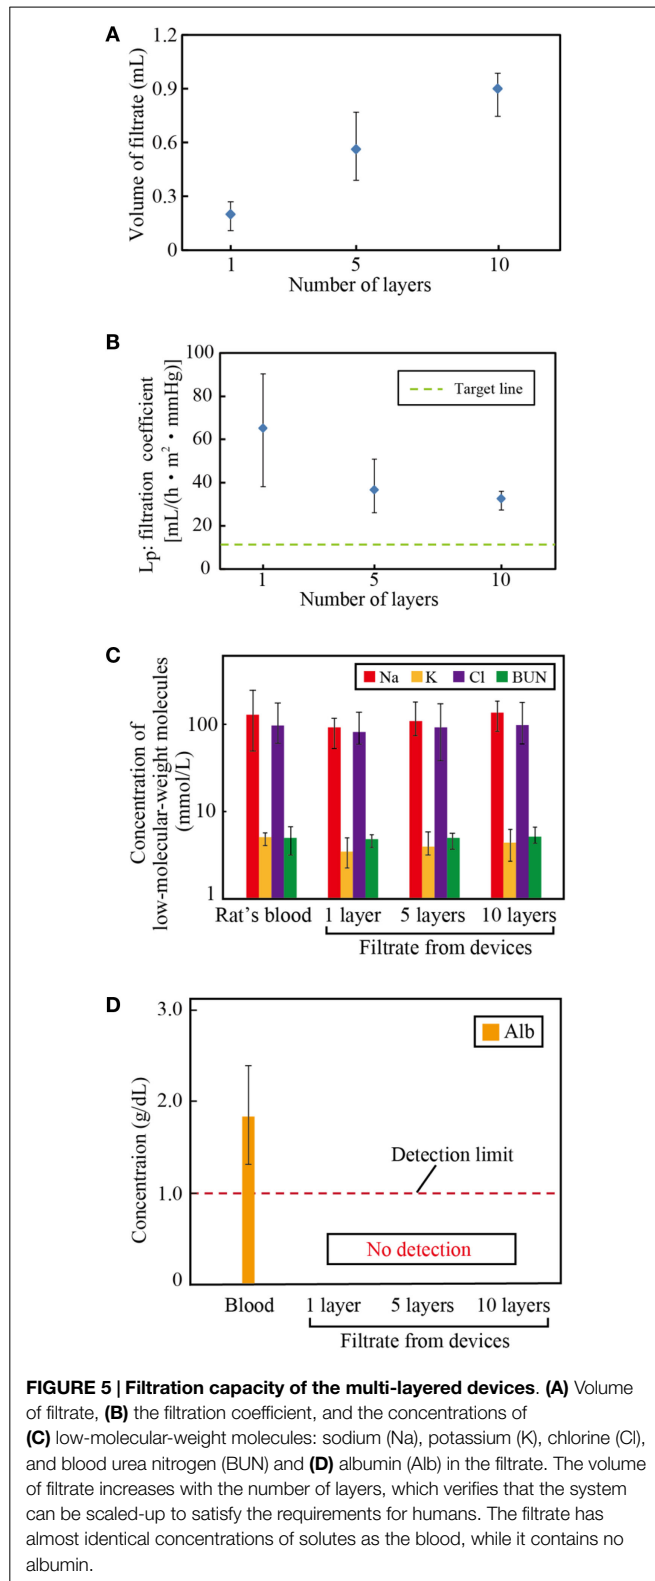 A
1.2
0.9
0.6
0.3
0
Volume of filtrate (mL)
1 5 10
Number of layers
B
100
80
60
40
20
0
Lp: filtration coefficient
[mL/(h · m² · mmHg)]
Target line
1 5 10
Number of layers
C
Na K Cl BUN
100
10
1
Concentration of
low-molecular-weight molecules
(mmol/L)
Rat's blood 1 layer 5 layers 10 layers
Filtrate from devices
D
3.0
2.0
1.0
0
Concentraion (g/dL)
Alb
Detection limit
No detection
Blood 1 layer 5 layers 10 layers
Filtrate from devices
FIGURE 5 | Filtration capacity of the multi-layered devices. (A) Volume
of filtrate, (B) the filtration coefficient, and the concentrations of
(C) low-molecular-weight molecules: sodium (Na), potassium (K), chlorine (Cl),
and blood urea nitrogen (BUN) and (D) albumin (Alb) in the filtrate. The volume
of filtrate increases with the number of layers, which verifies that the system
can be scaled-up to satisfy the requirements for humans. The filtrate has
almost identical concentrations of solutes as the blood, while it contains no
albumin.